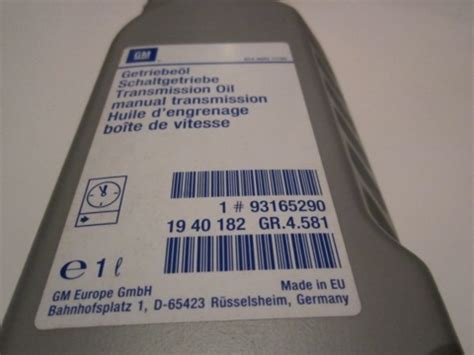 GM
Getriebeöl
Schaltgetriebe
Transmission Oil
manual transmission
Huile d'engrenage
boîte de vitesse
1 # 93165290
19 40 182 GR.4.581
e 1 ℓ
Made in EU
GM Europe GmbH
Bahnhofsplatz 1, D-65423 Rüsselsheim, Germany